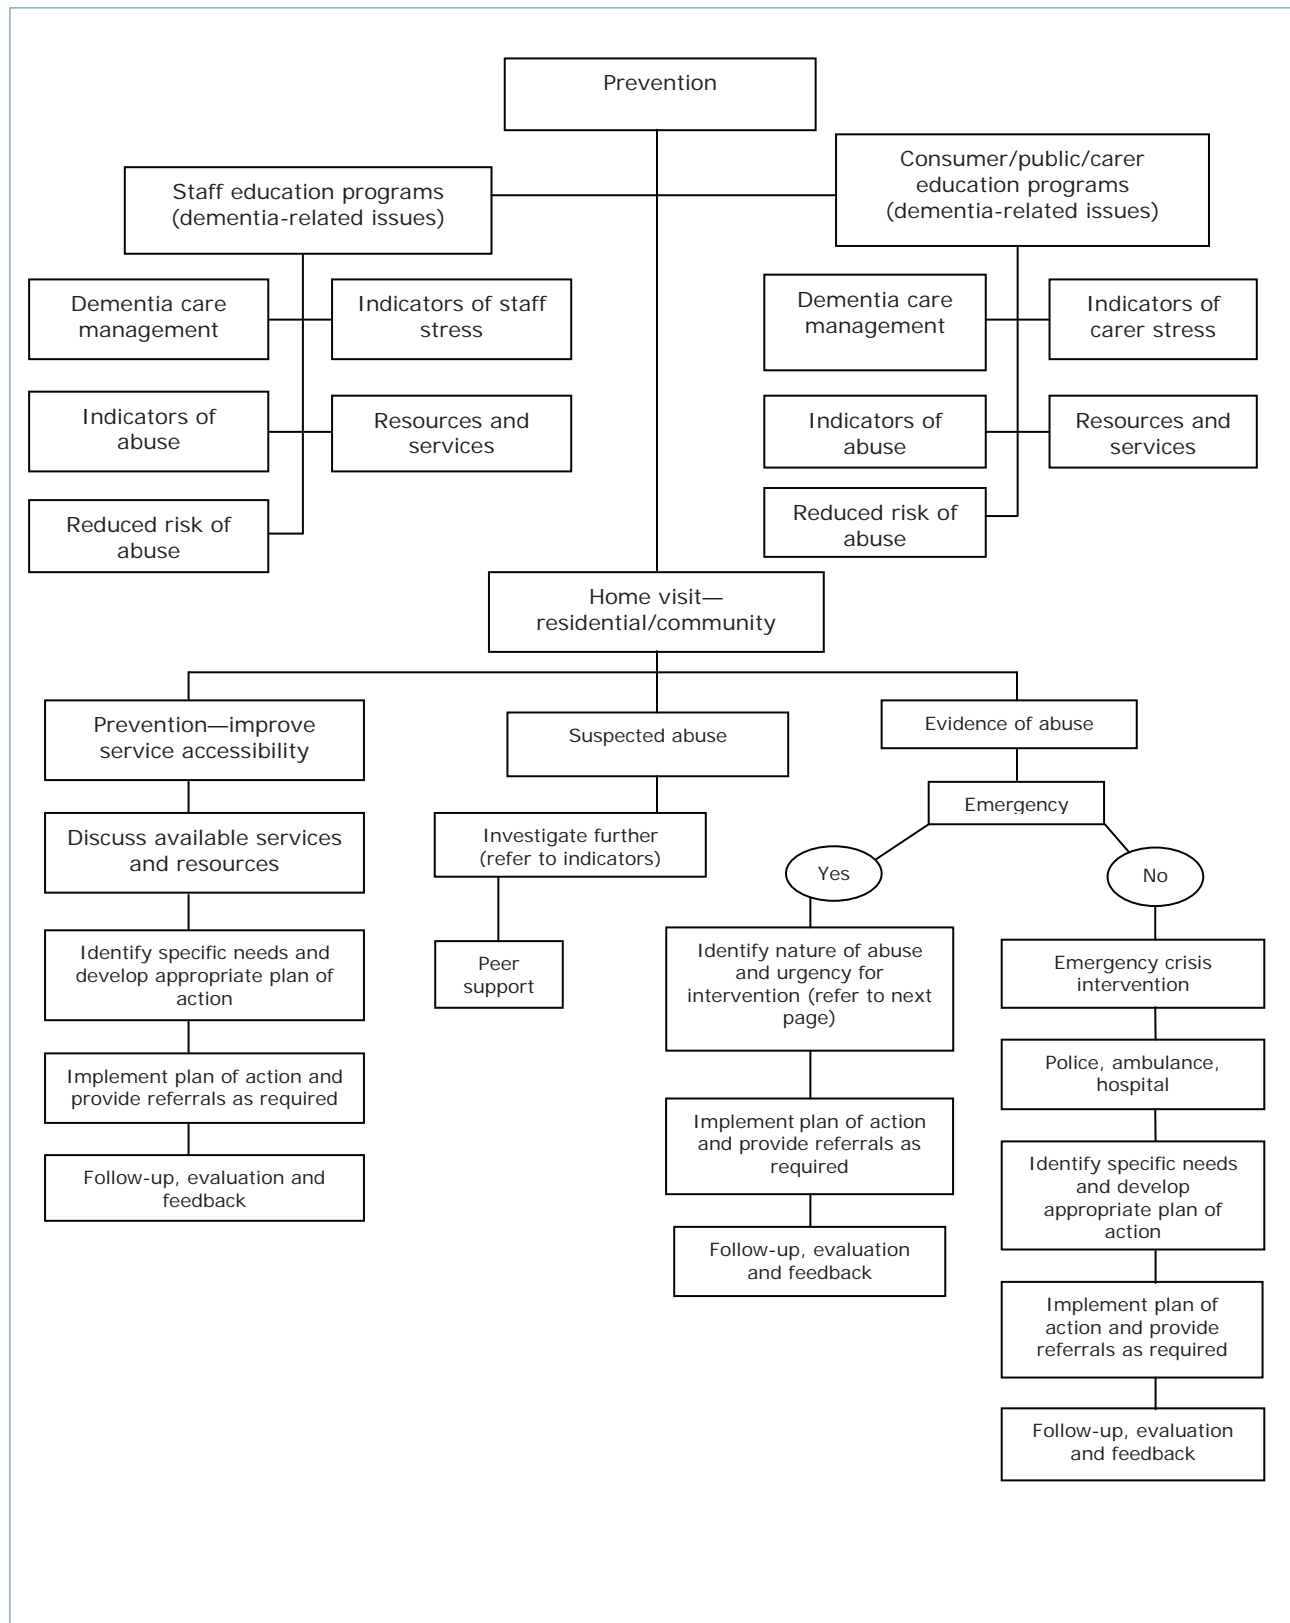 Prevention
Staff education programs
(dementia-related issues)
Consumer/public/carer
education programs
(dementia-related issues)
Dementia care
management
Indicators of staff
stress
Indicators of
abuse
Resources and
services
Reduced risk of
abuse
Dementia care
management
Indicators of
carer stress
Indicators of
abuse
Resources and
services
Reduced risk of
abuse
Home visit—
residential/community
Prevention—improve
service accessibility
Discuss available services
and resources
Identify specific needs and
develop appropriate plan of
action
Implement plan of action and
provide referrals as required
Follow-up, evaluation and
feedback
Suspected abuse
Investigate further
(refer to indicators)
Peer
support
Evidence of abuse
Emergency
Yes
Identify nature of abuse
and urgency for
intervention (refer to next
page)
Implement plan of action
and provide referrals as
required
Follow-up, evaluation
and feedback
No
Emergency crisis
intervention
Police, ambulance,
hospital
Identify specific needs
and develop
appropriate plan of
action
Implement plan of
action and provide
referrals as required
Follow-up, evaluation
and feedback